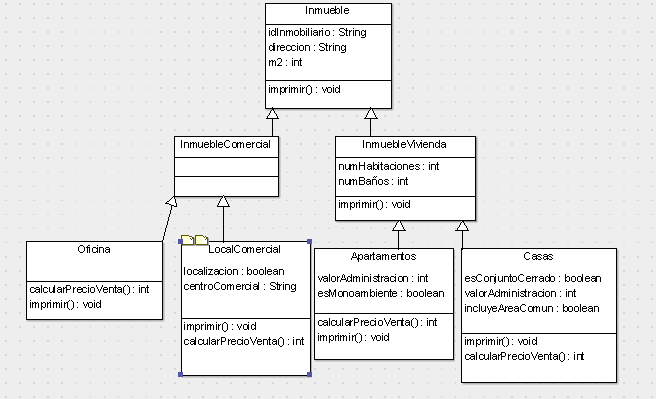 Inmueble
idInmobiliario : String
direccion : String
m2 : int
imprimir() : void
InmuebleComercial
InmuebleVivienda
numHabitaciones : int
numBaños : int
imprimir() : void
Oficina
calcularPrecioVenta() : int
imprimir() : void
LocalComercial
localizacion : boolean
centroComercial : String
imprimir() : void
calcularPrecioVenta() : int
Apartamentos
valorAdministracion : int
esMonoambiente : boolean
calcularPrecioVenta() : int
imprimir() : void
Casas
esConjuntoCerrado : boolean
valorAdministracion : int
incluyeAreaComun : boolean
imprimir() : void
calcularPrecioVenta() : int